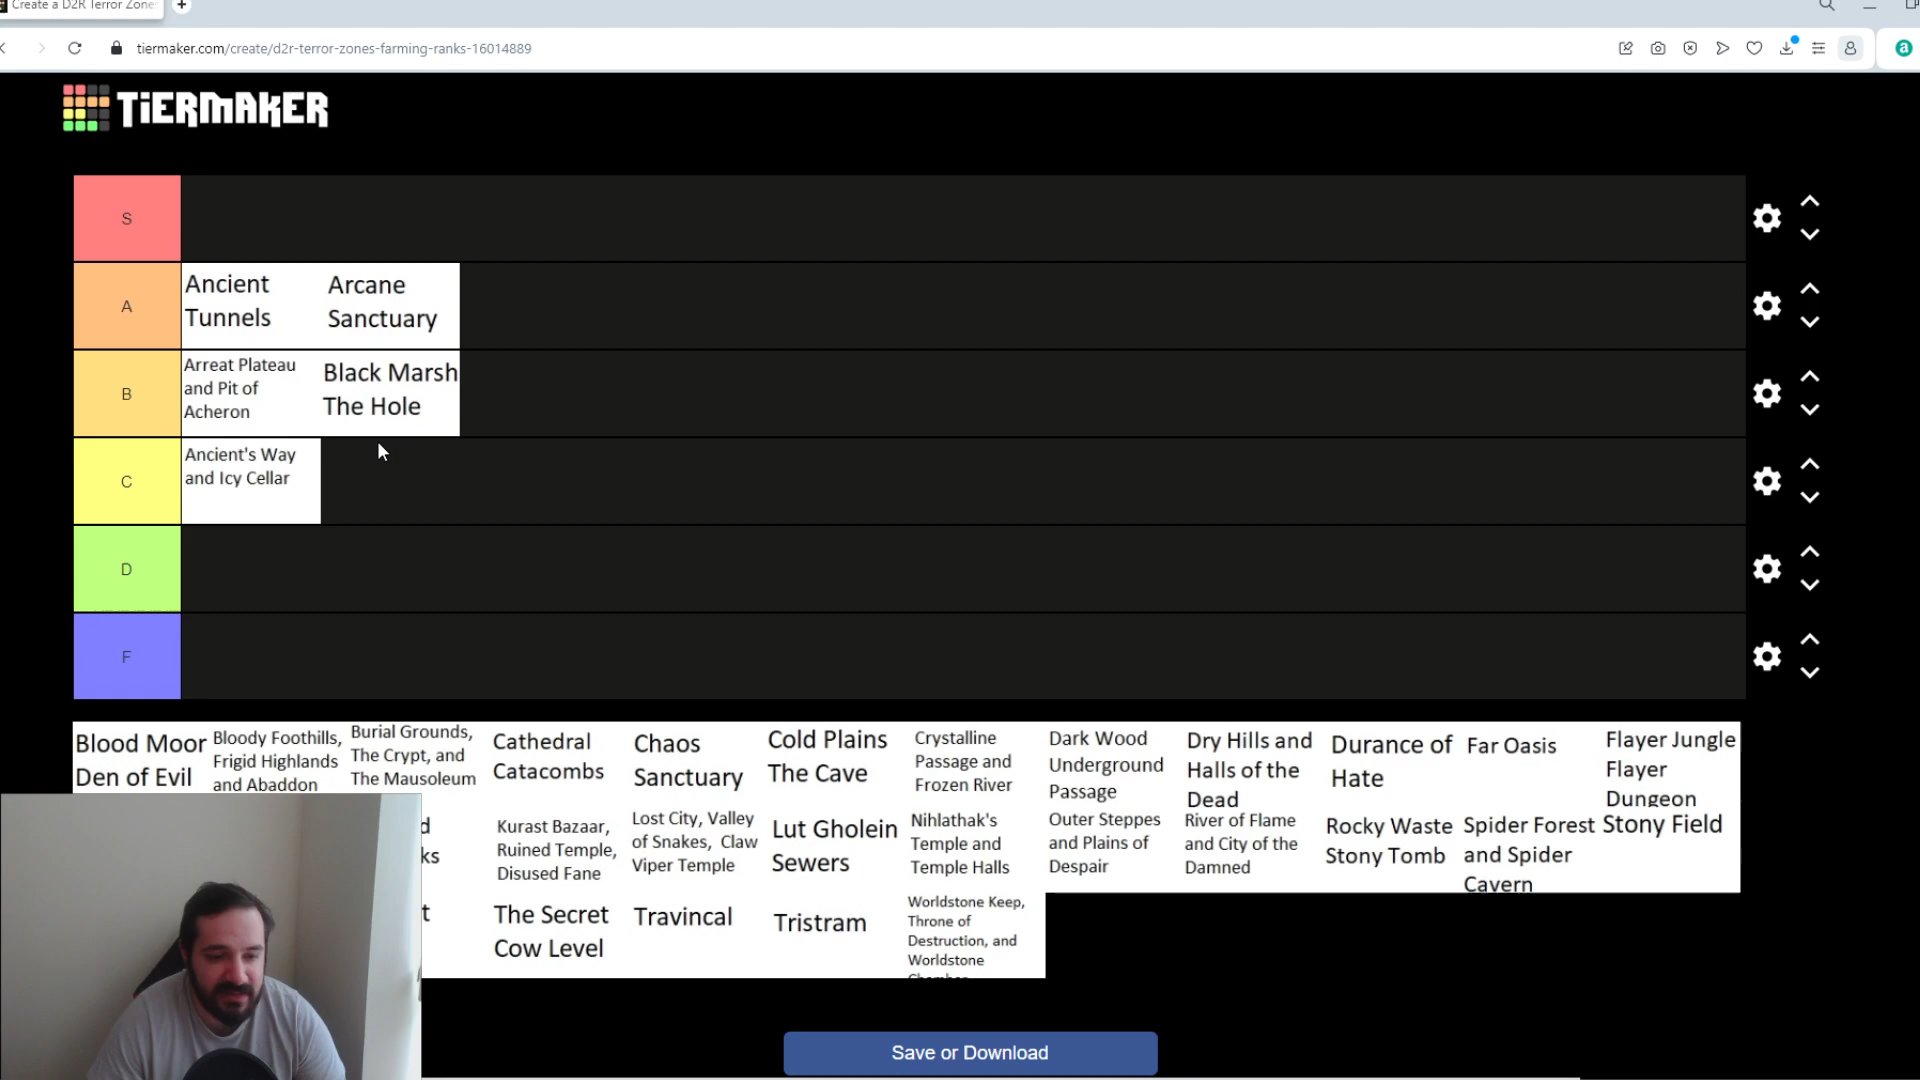 Create a D2R Terror Zone
tiermaker.com/create/d2r-terror-zones-farming-ranks-16014889
a
TiERMAKER
S
A
Ancient
Tunnels
Arcane
Sanctuary
B
Arreat Plateau
and Pit of
Acheron
Black Marsh
The Hole
C
Ancient's Way
and Icy Cellar
D
F
Blood Moor
Den of Evil
Bloody Foothills,
Frigid Highlands
and Abaddon
Burial Grounds,
The Crypt, and
The Mausoleum
Cathedral
Catacombs
Chaos
Sanctuary
Cold Plains
The Cave
Crystalline
Passage and
Frozen River
Dark Wood
Underground
Passage
Dry Hills and
Halls of the
Dead
Durance of
Hate
Far Oasis
Flayer Jungle
Flayer
Dungeon
d
ks
Kurast Bazaar,
Ruined Temple,
Disused Fane
Lost City, Valley
of Snakes, Claw
Viper Temple
Lut Gholein
Sewers
Nihlathak's
Temple and
Temple Halls
Outer Steppes
and Plains of
Despair
River of Flame
and City of the
Damned
Rocky Waste
Stony Tomb
Spider Forest
and Spider
Cavern
Stony Field
t
The Secret
Cow Level
Travincal
Tristram
Worldstone Keep,
Throne of
Destruction, and
Worldstone
Save or Download